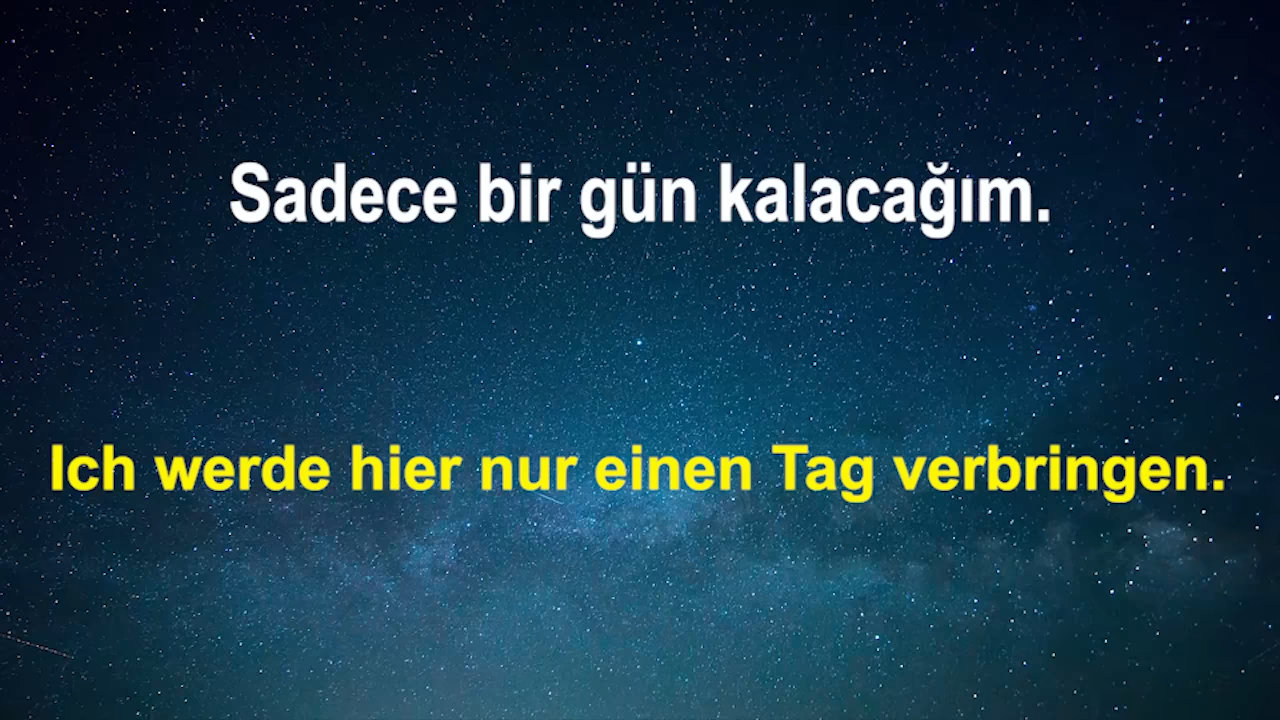 Sadece bir gün kalacağım.
Ich werde hier nur einen Tag verbringen.